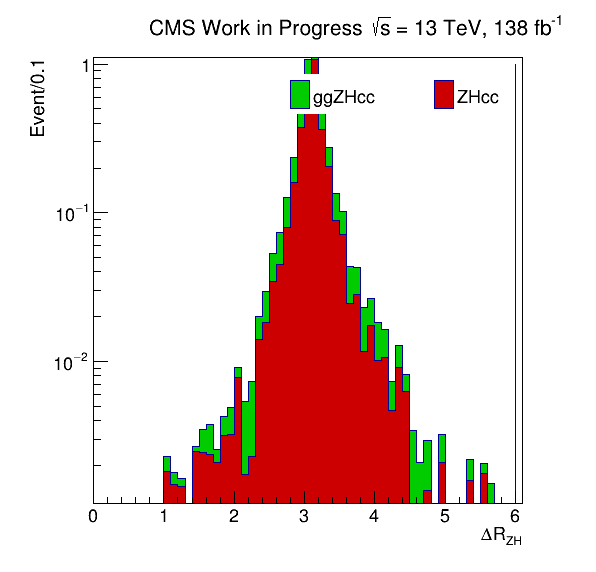 CMS Work in Progress √s = 13 TeV, 138 fb⁻¹
Event/0.1
1
10⁻¹
10⁻²
ggZHcc ZHcc
0 1 2 3 4 5 6
ΔR_ZH